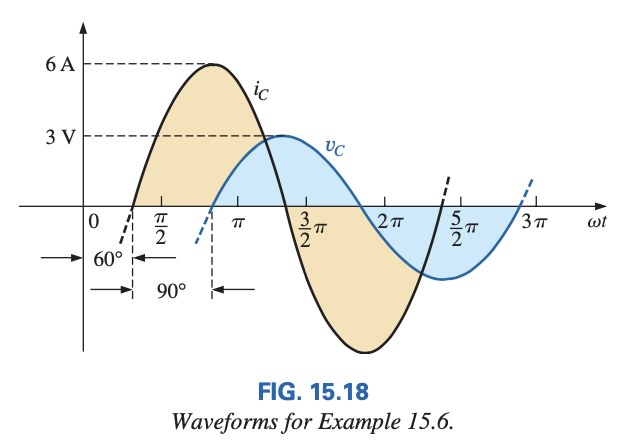 6 A
i_C
3 V
v_C
0
π/2
π
3/2 π
2π
5/2 π
3π
ωt
60°
90°
FIG. 15.18
Waveforms for Example 15.6.